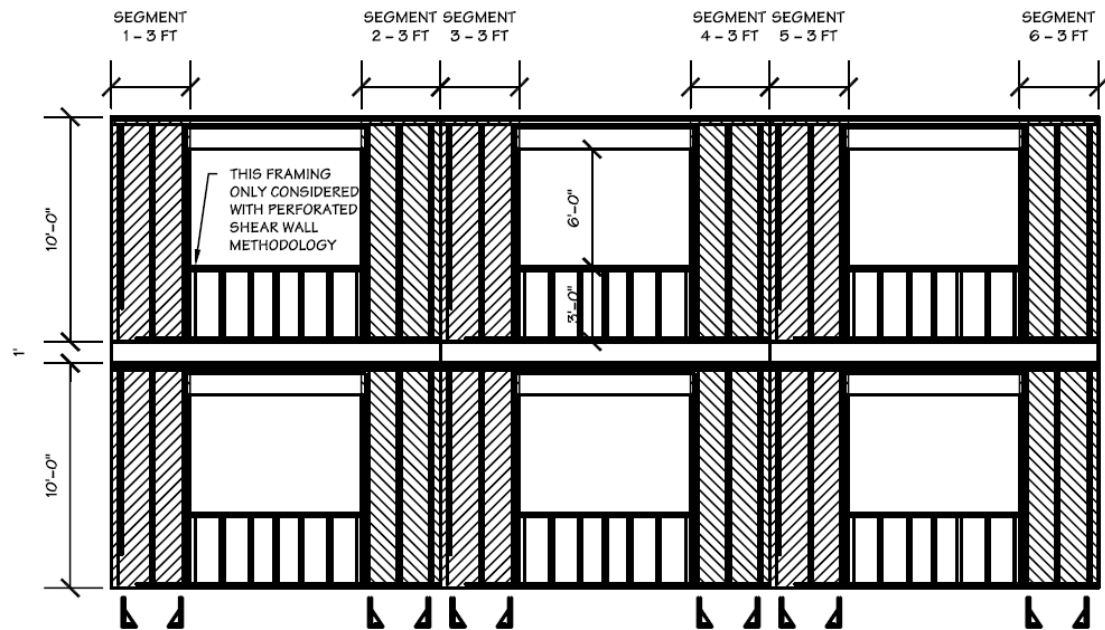 SEGMENT
1 - 3 FT
SEGMENT
2 - 3 FT
SEGMENT
3 - 3 FT
SEGMENT
4 - 3 FT
SEGMENT
5 - 3 FT
SEGMENT
6 - 3 FT
THIS FRAMING
ONLY CONSIDERED
WITH PERFORATED
SHEAR WALL
METHODOLOGY
10'-0"
6'-0"
3'-0"
1'
10'-0"